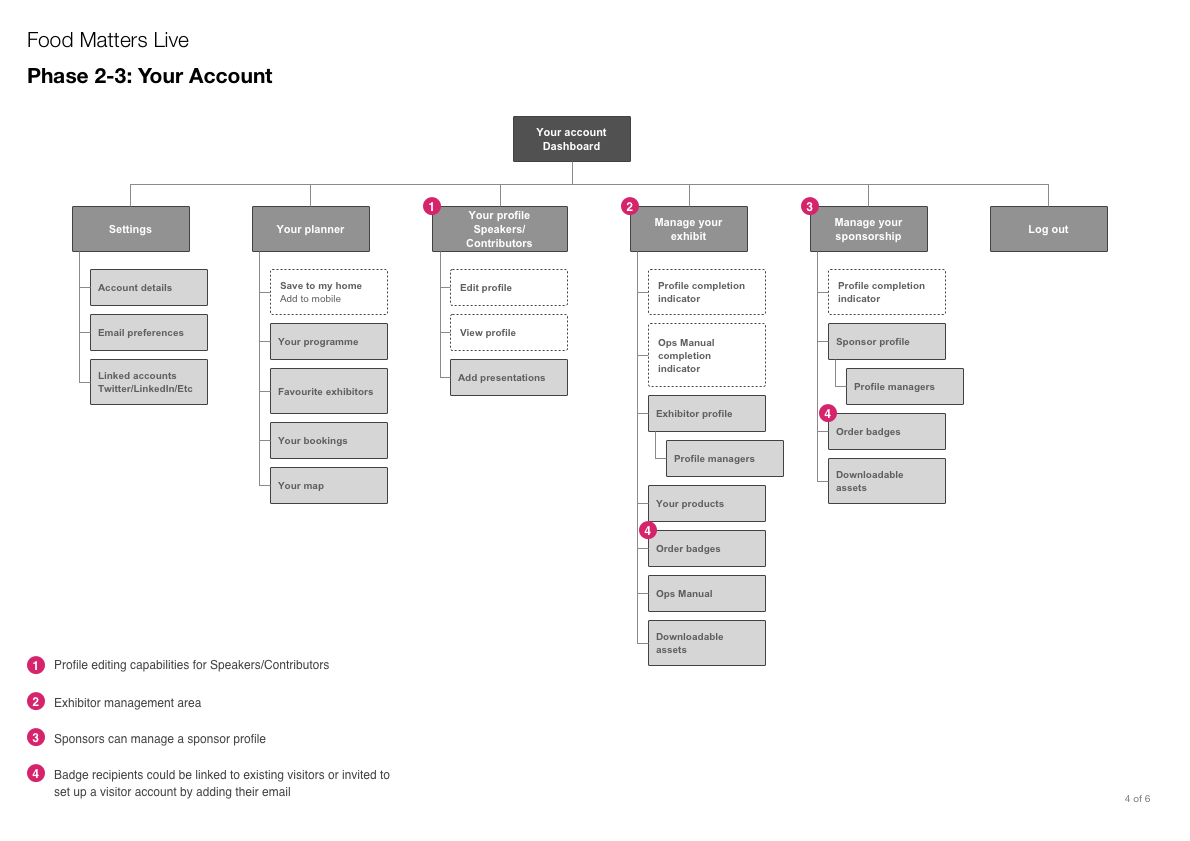 Food Matters Live
Phase 2-3: Your Account
Your account
Dashboard
Settings
Account details
Email preferences
Linked accounts
Twitter/LinkedIn/Etc
Your planner
Save to my home
Add to mobile
Your programme
Favourite exhibitors
Your bookings
Your map
1
Your profile
Speakers/
Contributors
Edit profile
View profile
Add presentations
2
Manage your
exhibit
Profile completion
indicator
Ops Manual
completion
indicator
Exhibitor profile
Profile managers
Your products
4
Order badges
Ops Manual
Downloadable
assets
3
Manage your
sponsorship
Profile completion
indicator
Sponsor profile
Profile managers
4
Order badges
Downloadable
assets
Log out
1 Profile editing capabilities for Speakers/Contributors
2 Exhibitor management area
3 Sponsors can manage a sponsor profile
4 Badge recipients could be linked to existing visitors or invited to
set up a visitor account by adding their email
4 of 6